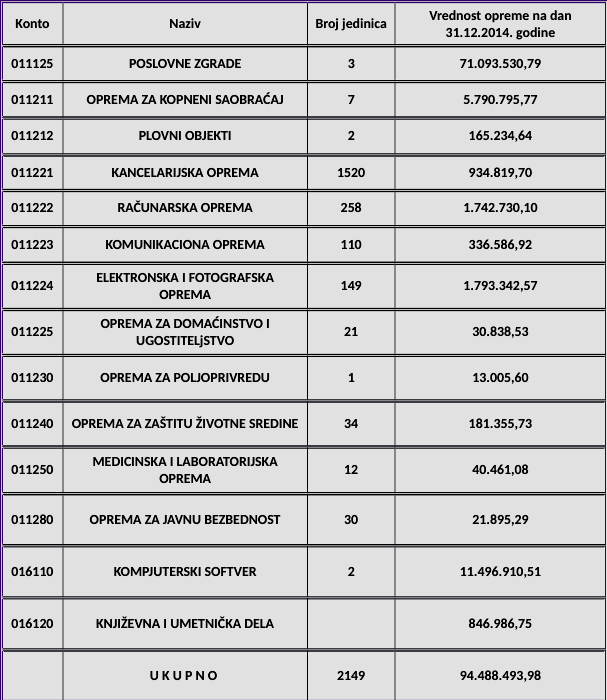 Konto Naziv Broj jedinica Vrednost opreme na dan
31.12.2014. godine
011125 POSLOVNE ZGRADE 3 71.093.530,79
011211 OPREMA ZA KOPNENI SAOBRAĆAJ 7 5.790.795,77
011212 PLOVNI OBJEKTI 2 165.234,64
011221 KANCELARIJSKA OPREMA 1520 934.819,70
011222 RAČUNARSKA OPREMA 258 1.742.730,10
011223 KOMUNIKACIONA OPREMA 110 336.586,92
011224 ELEKTRONSKA I FOTOGRAFSKA
OPREMA 149 1.793.342,57
011225 OPREMA ZA DOMAĆINSTVO I
UGOSTITELjSTVO 21 30.838,53
011230 OPREMA ZA POLJOPRIVREDU 1 13.005,60
011240 OPREMA ZA ZAŠTITU ŽIVOTNE SREDINE 34 181.355,73
011250 MEDICINSKA I LABORATORIJSKA
OPREMA 12 40.461,08
011280 OPREMA ZA JAVNU BEZBEDNOST 30 21.895,29
016110 KOMPJUTERSKI SOFTVER 2 11.496.910,51
016120 KNJIŽEVNA I UMETNIČKA DELA 846.986,75
U K U P N O 2149 94.488.493,98